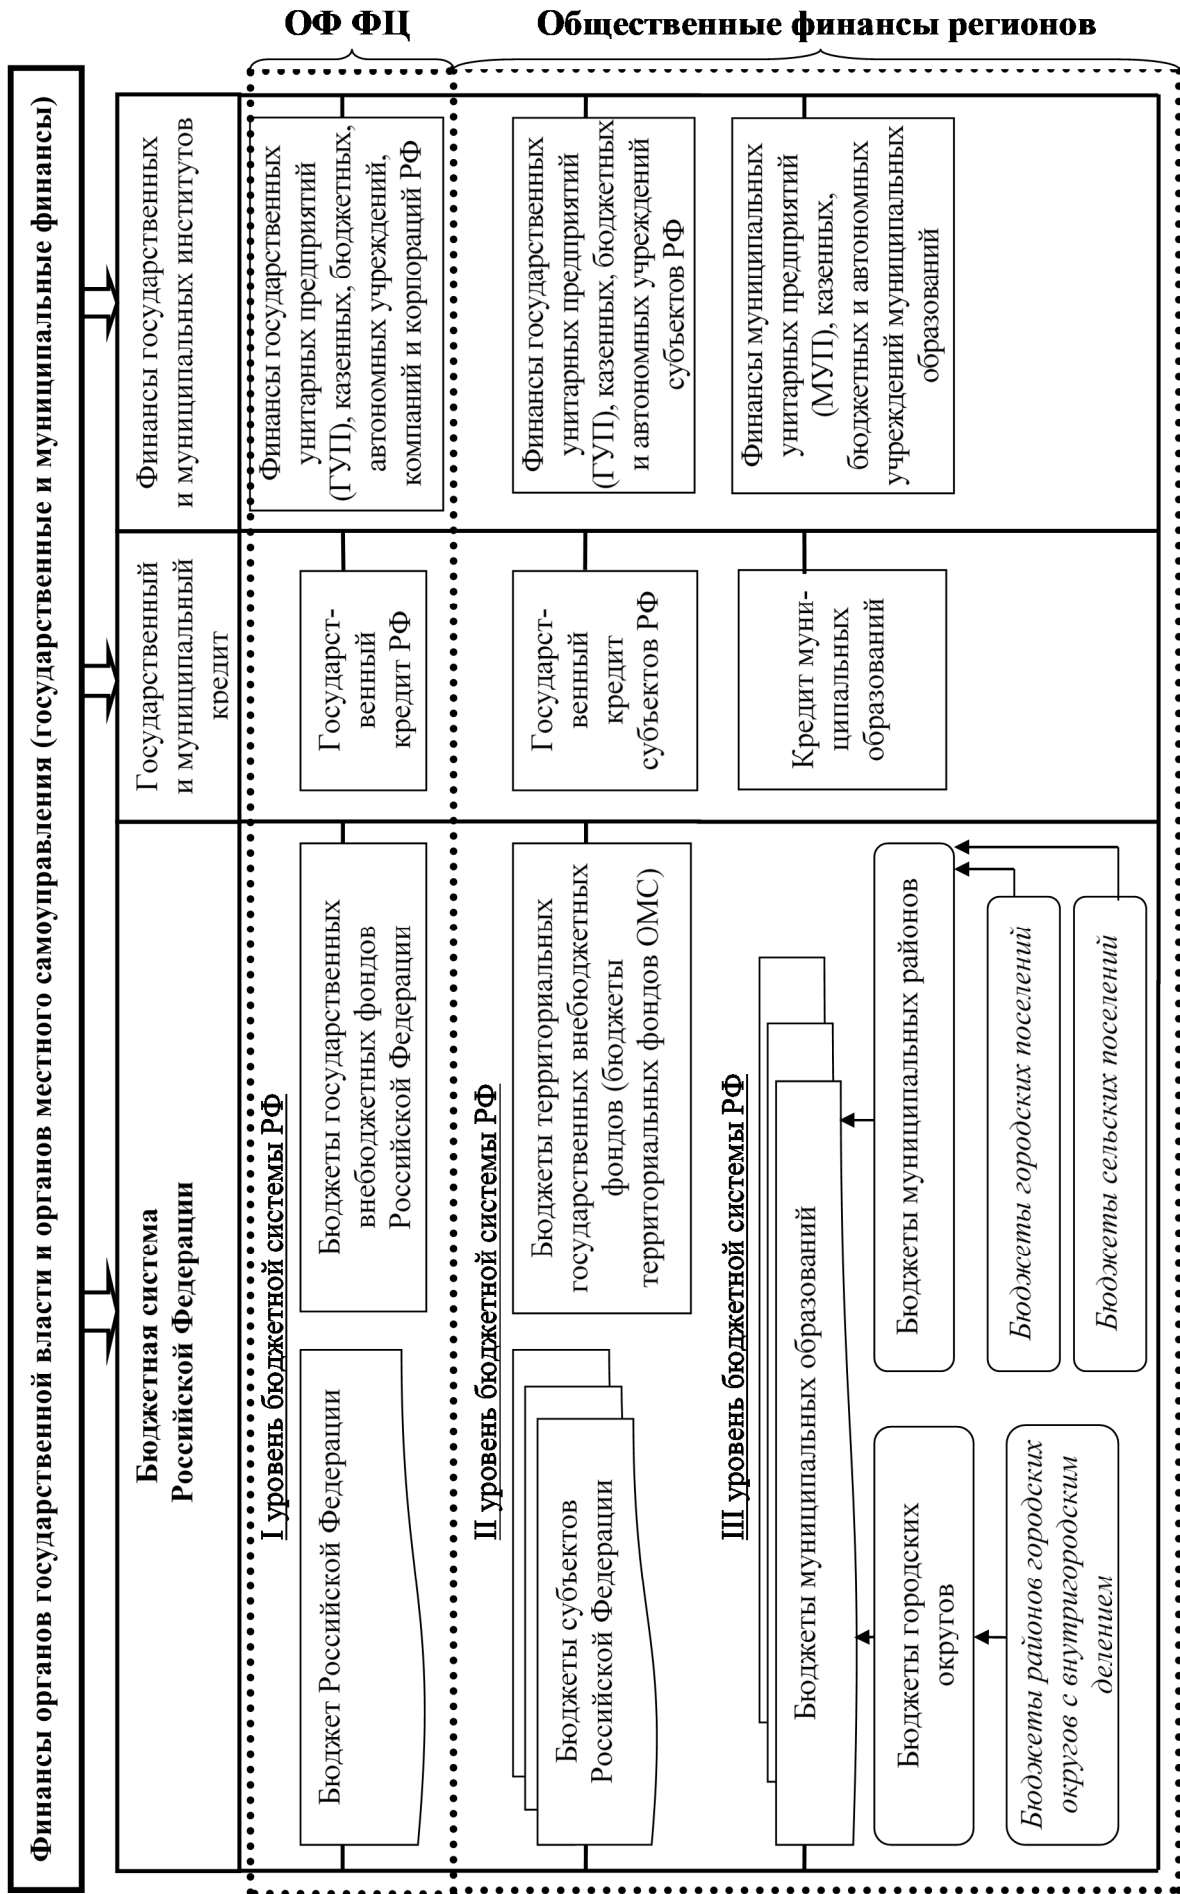 Финансы органов государственной власти и органов местного самоуправления (государственные и муниципальные финансы)
Бюджетная система
Российской Федерации
Государственный
и муниципальный
кредит
Финансы государственных
и муниципальных институтов
ОФ ФЦ
I уровень бюджетной системы РФ
Бюджет Российской Федерации
Бюджеты государственных
внебюджетных фондов
Российской Федерации
Государст-
венный
кредит РФ
Финансы государственных
унитарных предприятий
(ГУП), казенных, бюджетных,
автономных учреждений,
компаний и корпораций РФ
Общественные финансы регионов
II уровень бюджетной системы РФ
Бюджеты субъектов
Российской Федерации
Бюджеты территориальных
государственных внебюджетных
фондов (бюджеты
территориальных фондов ОМС)
Государст-
венный
кредит
субъектов РФ
Финансы государственных
унитарных предприятий
(ГУП), казенных, бюджетных
и автономных учреждений
субъектов РФ
III уровень бюджетной системы РФ
Бюджеты муниципальных образований
Кредит муни-
ципальных
образований
Финансы муниципальных
унитарных предприятий
(МУП), казенных,
бюджетных и автономных
учреждений муниципальных
образований
Бюджеты городских
округов
Бюджеты муниципальных районов
Бюджеты районов городских
округов с внутригородским
делением
Бюджеты городских поселений
Бюджеты сельских поселений